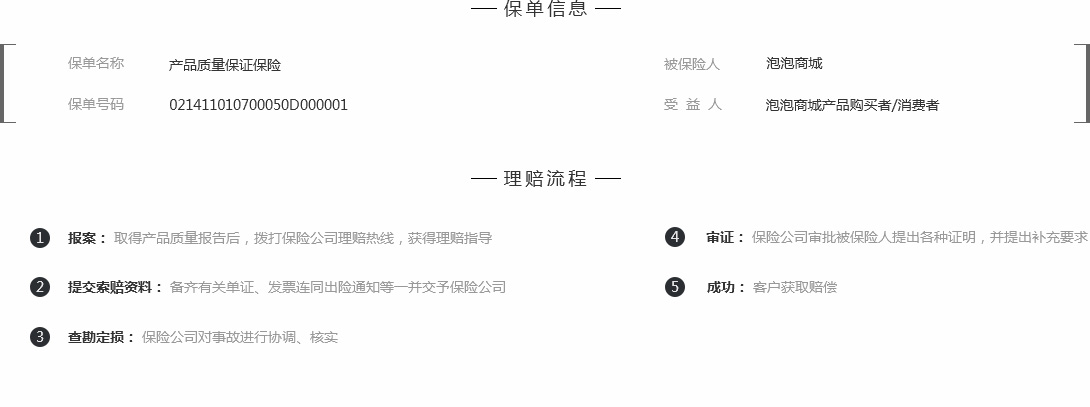 保单信息
保单名称 产品质量保证保险 被保险人 泡泡商城
保单号码 021411010700050D000001 受 益 人 泡泡商城产品购买者/消费者
理赔流程
1 报案： 取得产品质量报告后，拨打保险公司理赔热线，获得理赔指导
2 提交索赔资料： 备齐有关单证、发票连同出险通知等一并交予保险公司
3 查勘定损： 保险公司对事故进行协调、核实
4 审证： 保险公司审批被保险人提出各种证明，并提出补充要求
5 成功： 客户获取赔偿